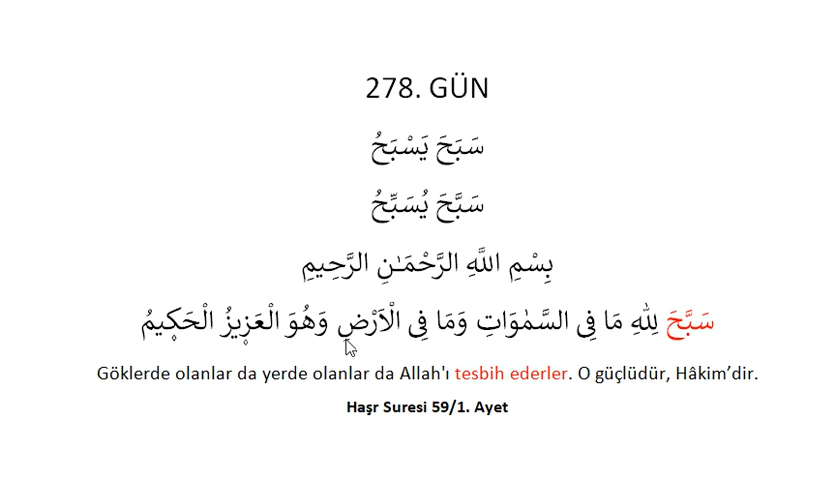 278. GÜN
سَبَحَ يَسْبَحُ
سَبَّحَ يُسَبِّحُ
بِسْمِ اللَّهِ الرَّحْمَـٰنِ الرَّحِيمِ
سَبَّحَ لِلّٰهِ مَا فِى السَّمٰوَاتِ وَمَا فِى الْاَرْضِ وَهُوَ الْعَزٖيزُ الْحَكٖيمُ
Göklerde olanlar da yerde olanlar da Allah'ı tesbih ederler. O güçlüdür, Hâkim’dir.
Haşr Suresi 59/1. Ayet